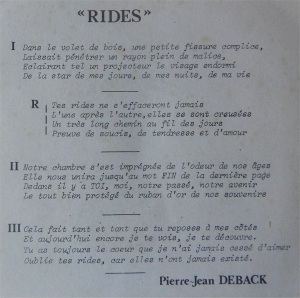 "RIDES"
I Dans le volet de bois, une petite fissure complice,
Laissait pénétrer un rayon plein de malice,
Eclairant tel un projecteur le visage endormi
De la star de mes jours, de mes nuits, de ma vie
R Tes rides ne s'effaceront jamais
L'une après l'autre,elles se sont creusées
Un très long chemin au fil des jours
Preuve de soucis, de tendresse et d'amour
II Notre chambre s'est imprégnée de l'odeur de nos âges
Elle nous unira jusqu'au mot FIN de la dernière page
Dedans il y a TOI, moi, notre passé, notre avenir
Le tout bien protégé du ruban d'or de nos souvenirs
III Cela fait tant et tant que tu reposes à mes côtés
Et aujourd'hui encore je te vois, je te découvre.
Tu as toujours le coeur que je n'ai jamais cessé d'aimer
Oublie tes rides, car elles n'ont jamais existé.
Pierre-Jean DEBACK